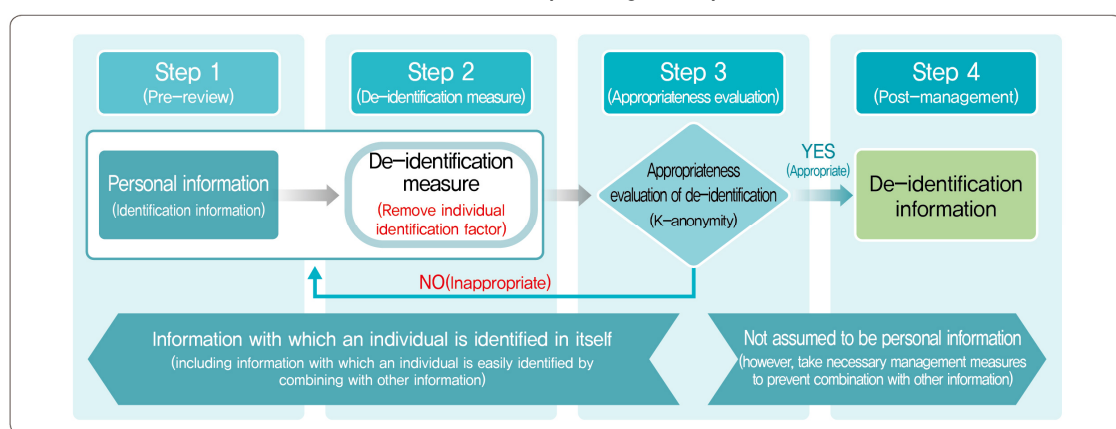 Step 1
(Pre-review)
Step 2
(De-identification measure)
Step 3
(Appropriateness evaluation)
Step 4
(Post-management)
Personal information
(Identification information)
De-identification
measure
(Remove individual
identification factor)
Appropriateness
evaluation of de-identification
(K-anonymity)
YES
(Appropriate)
De-identification
information
NO(Inappropriate)
Information with which an individual is identified in itself
(including information with which an individual is easily identified by
combining with other information)
Not assumed to be personal information
(however, take necessary management measures
to prevent combination with other information)